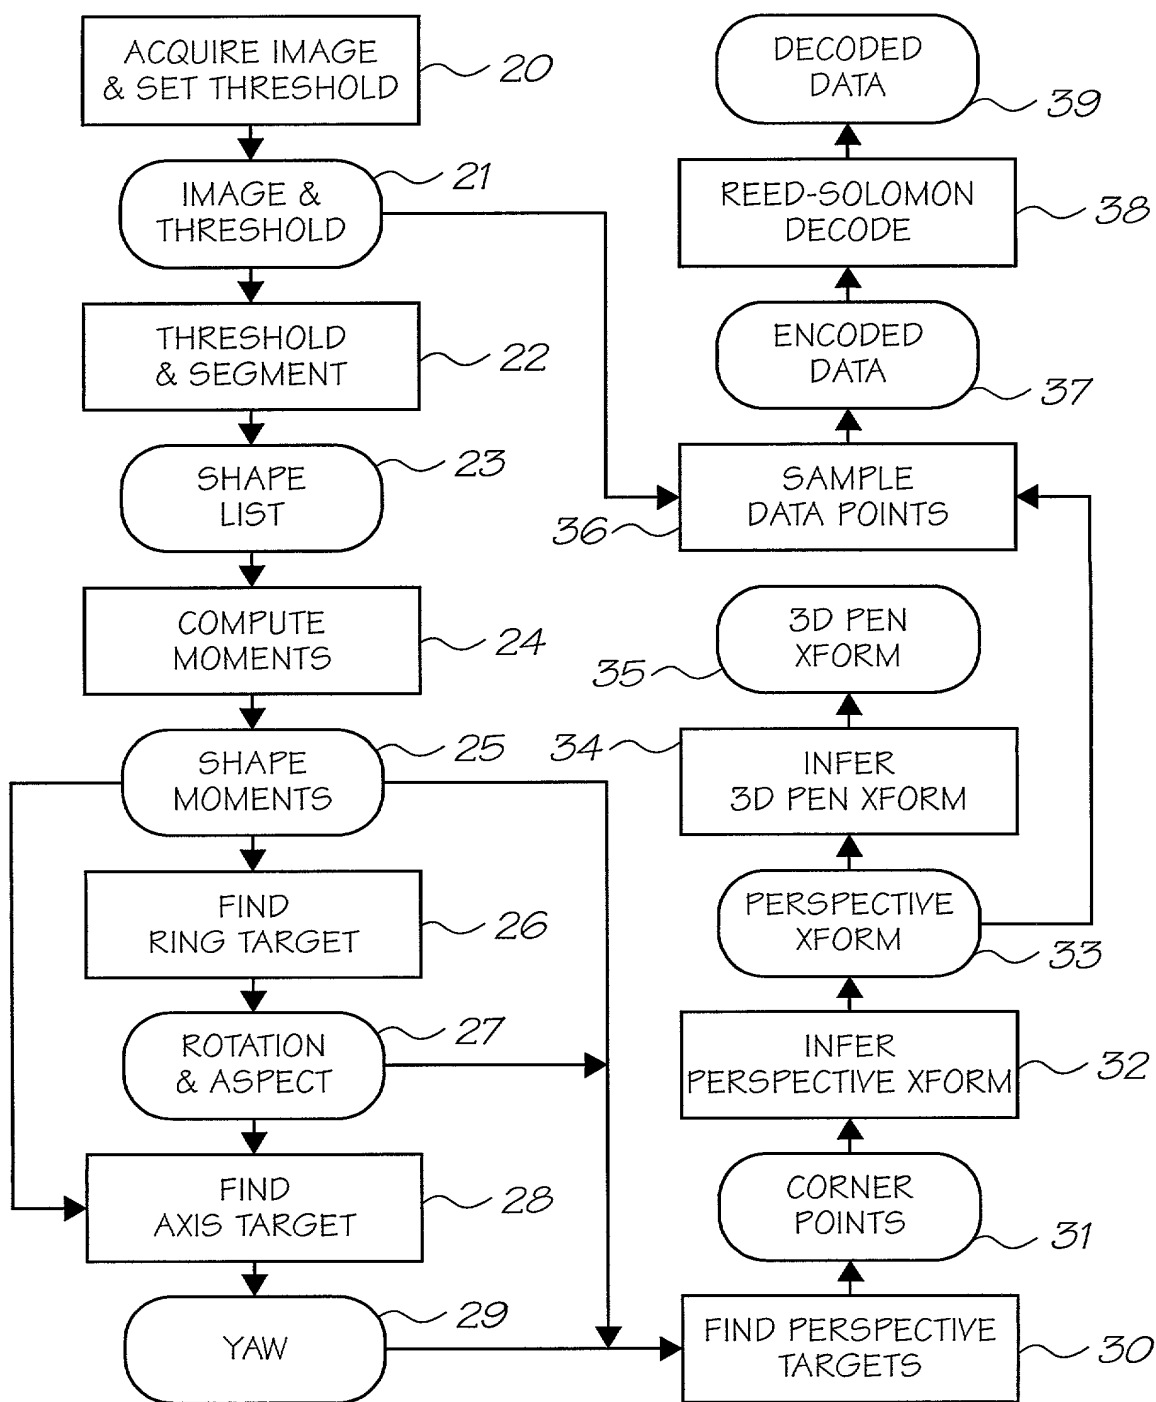 ACQUIRE IMAGE
& SET THRESHOLD
20
IMAGE &
THRESHOLD
21
THRESHOLD
& SEGMENT
22
SHAPE
LIST
23
COMPUTE
MOMENTS
24
SHAPE
MOMENTS
25
FIND
RING TARGET
26
ROTATION
& ASPECT
27
FIND
AXIS TARGET
28
YAW
29
DECODED
DATA
39
REED-SOLOMON
DECODE
38
ENCODED
DATA
37
SAMPLE
DATA POINTS
36
3D PEN
XFORM
35
INFER
3D PEN XFORM
34
PERSPECTIVE
XFORM
33
INFER
PERSPECTIVE XFORM
32
CORNER
POINTS
31
FIND PERSPECTIVE
TARGETS
30